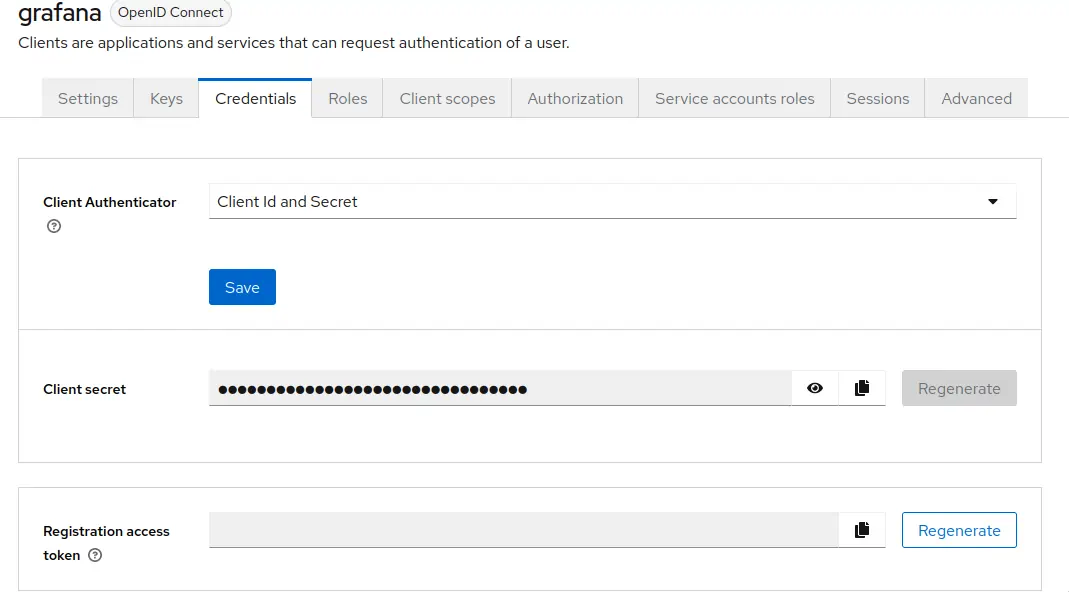 grafana OpenID Connect
Clients are applications and services that can request authentication of a user.
Settings Keys Credentials Roles Client scopes Authorization Service accounts roles Sessions Advanced
Client Authenticator Client Id and Secret
Save
Client secret ●●●●●●●●●●●●●●●●●●●●●●●●●●●●●●●● Regenerate
Registration access
token Regenerate